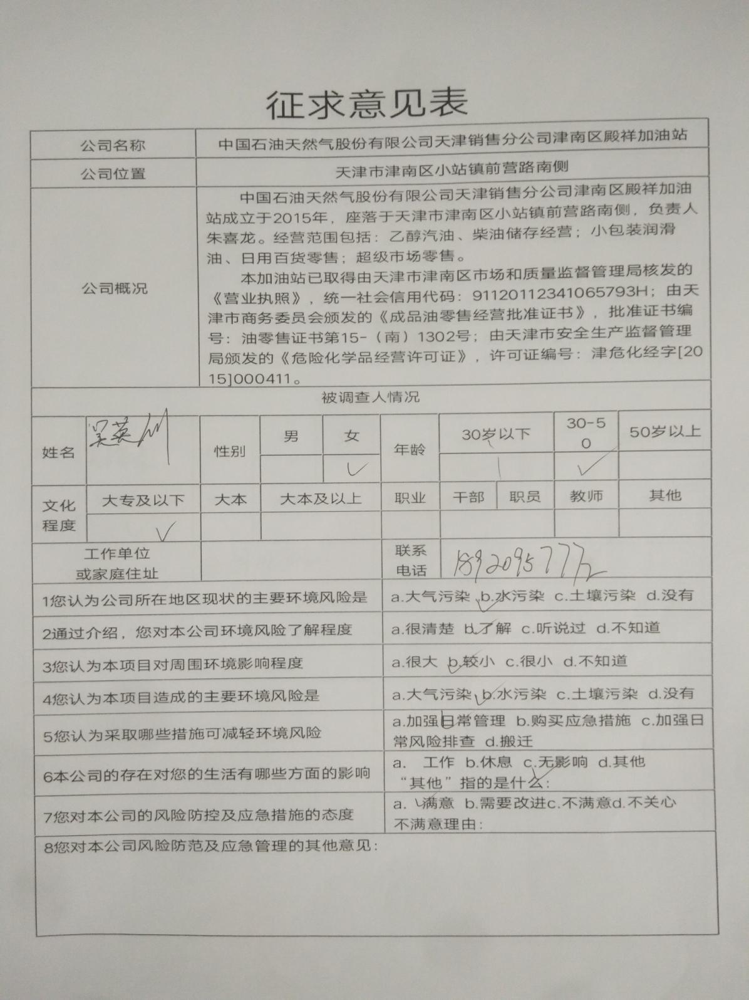 征求意见表
公司名称 中国石油天然气股份有限公司天津销售分公司津南区殿祥加油站
公司位置 天津市津南区小站镇前营路南侧
公司概况
中国石油天然气股份有限公司天津销售分公司津南区殿祥加油
站成立于2015年，座落于天津市津南区小站镇前营路南侧，负责人
朱喜龙。经营范围包括：乙醇汽油、柴油储存经营；小包装润滑
油、日用百货零售；超级市场零售。
本加油站已取得由天津市津南区市场和质量监督管理局核发的
《营业执照》，统一社会信用代码：91120112341065793H；由天
津市商务委员会颁发的《成品油零售经营批准证书》，批准证书编
号：油零售证书第15-（南）1302号；由天津市安全生产监督管理
局颁发的《危险化学品经营许可证》，许可证编号：津危化经字[20
15]000411。
被调查人情况
姓名 吴英 性别 男 女 年龄 30岁以下 30-5
0 50岁以上
✓ ✓
文化
程度 大专及以下 大本 大本及以上 职业 干部 职员 教师 其他
✓
工作单位
或家庭住址
联系
电话 18920957772
1您认为公司所在地区现状的主要环境风险是 a.大气污染 b.水污染 c.土壤污染 d.没有
2通过介绍，您对本公司环境风险了解程度 a.很清楚 b.了解 c.听说过 d.不知道
3您认为本项目对周围环境影响程度 a.很大 b.较小 c.很小 d.不知道
4您认为本项目造成的主要环境风险是 a.大气污染 b.水污染 c.土壤污染 d.没有
5您认为采取哪些措施可减轻环境风险 a.加强日常管理 b.购买应急措施 c.加强日
常风险排查 d.搬迁
6本公司的存在对您的生活有哪些方面的影响 a. 工作 b.休息 c.无影响 d.其他
“其他”指的是什么：
7您对本公司的风险防控及应急措施的态度 a. 满意 b.需要改进c.不满意d.不关心
不满意理由：
8您对本公司风险防范及应急管理的其他意见：